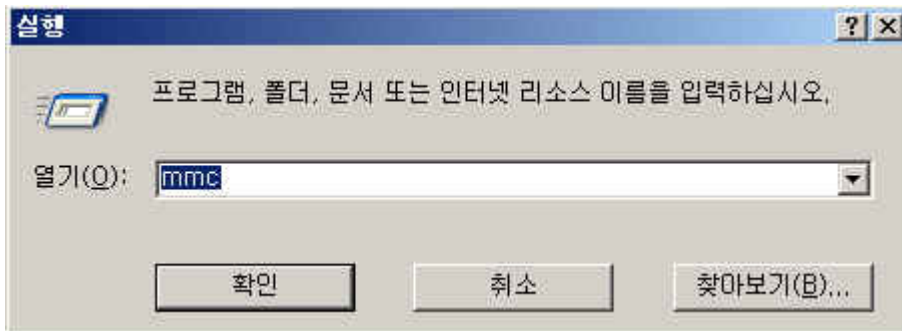 실행
프로그램, 폴더, 문서 또는 인터넷 리소스 이름을 입력하십시오.
열기(O): mmc
확인 취소 찾아보기(B)...